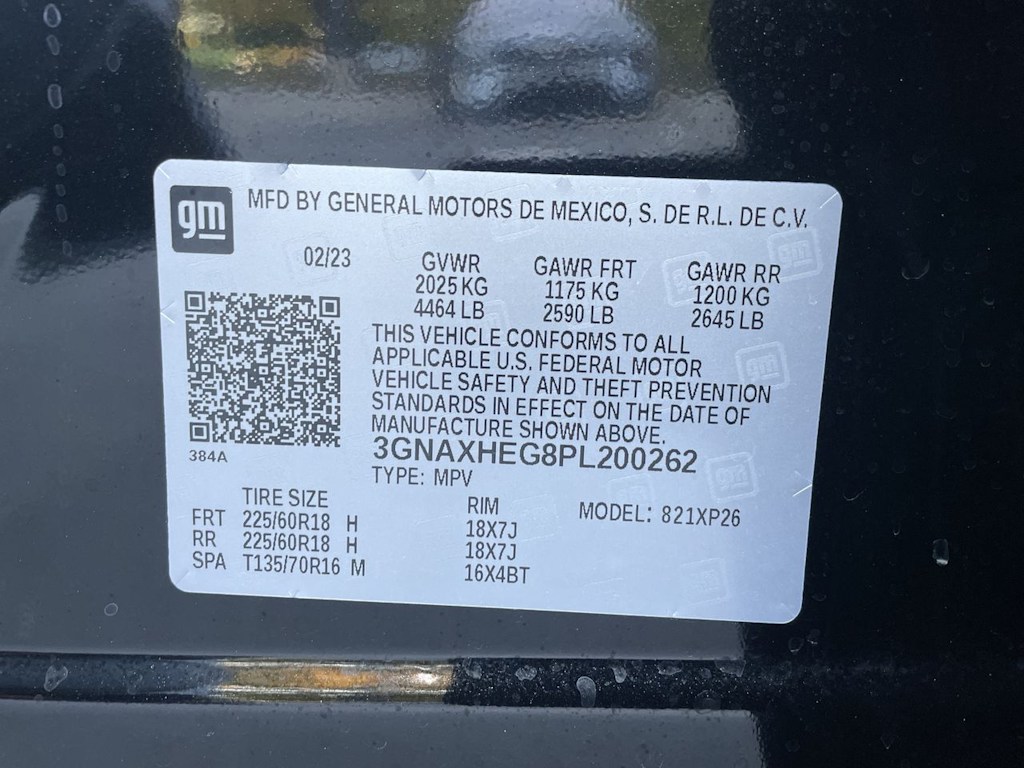 gm MFD BY GENERAL MOTORS DE MEXICO, S. DE R.L. DE C.V.
02/23 GVWR GAWR FRT GAWR RR
2025 KG 1175 KG 1200 KG
4464 LB 2590 LB 2645 LB
THIS VEHICLE CONFORMS TO ALL
APPLICABLE U.S. FEDERAL MOTOR
VEHICLE SAFETY AND THEFT PREVENTION
STANDARDS IN EFFECT ON THE DATE OF
MANUFACTURE SHOWN ABOVE.
384A
3GNAXHEG8PL200262
TYPE: MPV
TIRE SIZE RIM MODEL: 821XP26
FRT 225/60R18 H 18X7J
RR 225/60R18 H 18X7J
SPA T135/70R16 M 16X4BT